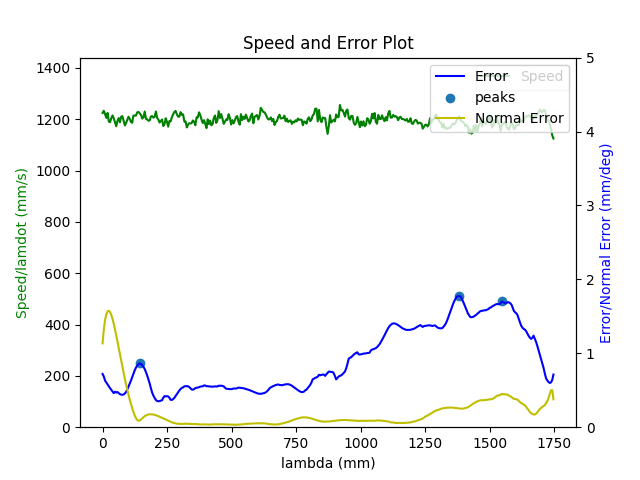 Speed and Error Plot
1400
1200
1000
800
600
400
200
0
Speed/lamdot (mm/s)
Error
Speed
peaks
Normal Error
5
4
3
2
1
0
Error/Normal Error (mm/deg)
0
250
500
750
1000
1250
1500
1750
lambda (mm)